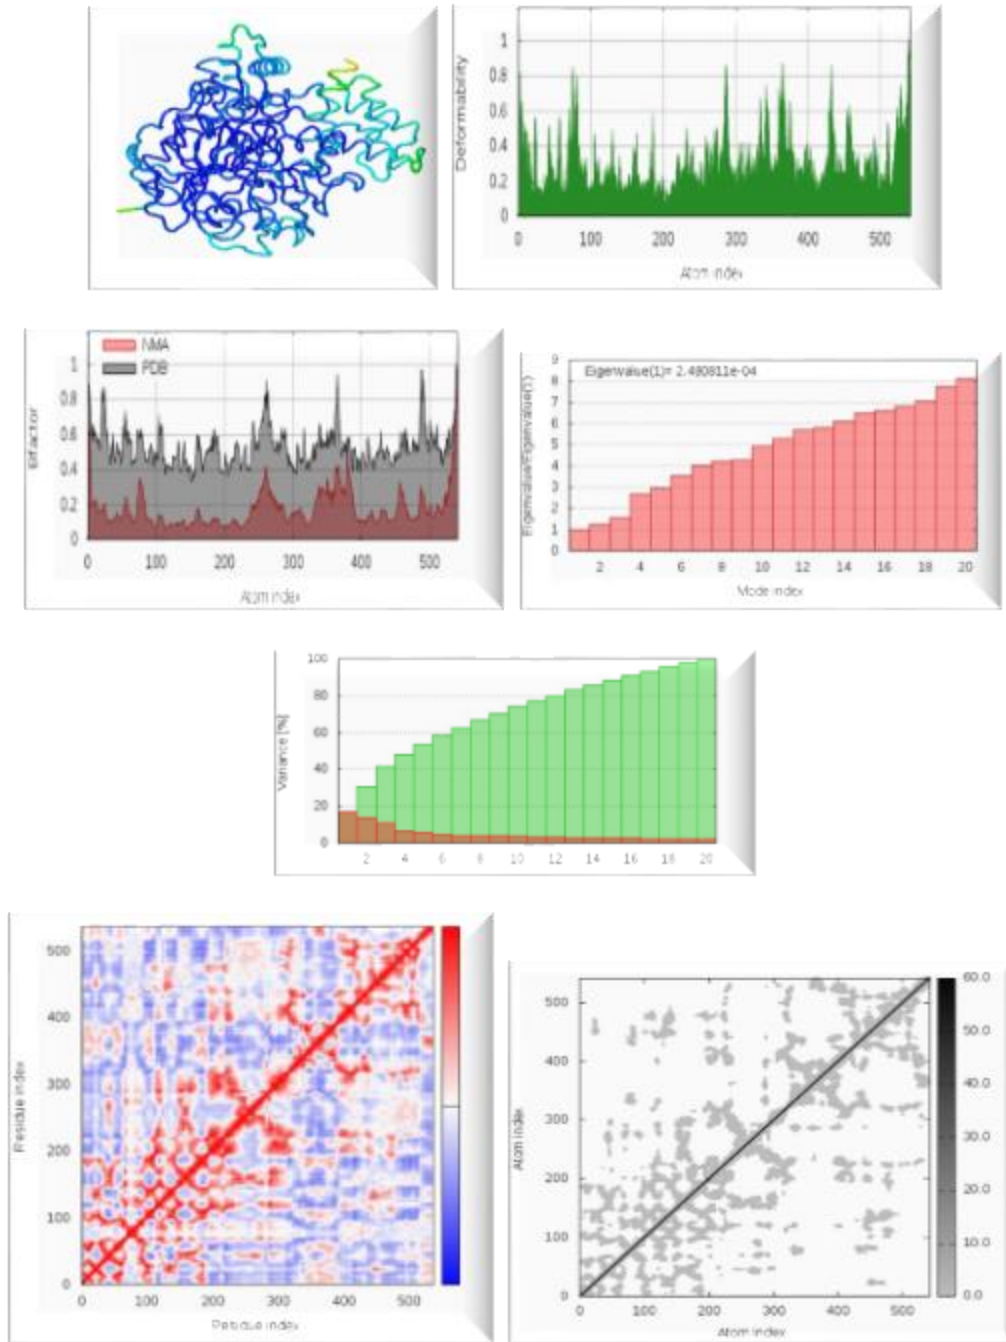 Deformability
1
0.8
0.6
0.4
0.2
0
0 100 200 300 400 500
Atom index
NMA
PDB
B-factor
1
0.8
0.6
0.4
0.2
0
0 100 200 300 400 500
Atom index
Eigenvalue(1)= 2.490811e-04
Eigenvalue/Eigenvalue(1)
9
8
7
6
5
4
3
2
1
0
2 4 6 8 10 12 14 16 18 20
Mode index
Variance [%]
100
80
60
40
20
0
2 4 6 8 10 12 14 16 18 20
Residue index
500
400
300
200
100
0
0 100 200 300 400 500
Residue index
Atom index
500
400
300
200
100
0
0 100 200 300 400 500
Atom index
60.0
50.0
40.0
30.0
20.0
10.0
0.0